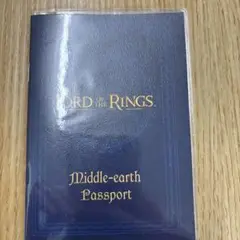 LORD OF THE RINGS
Middle-earth
Passport